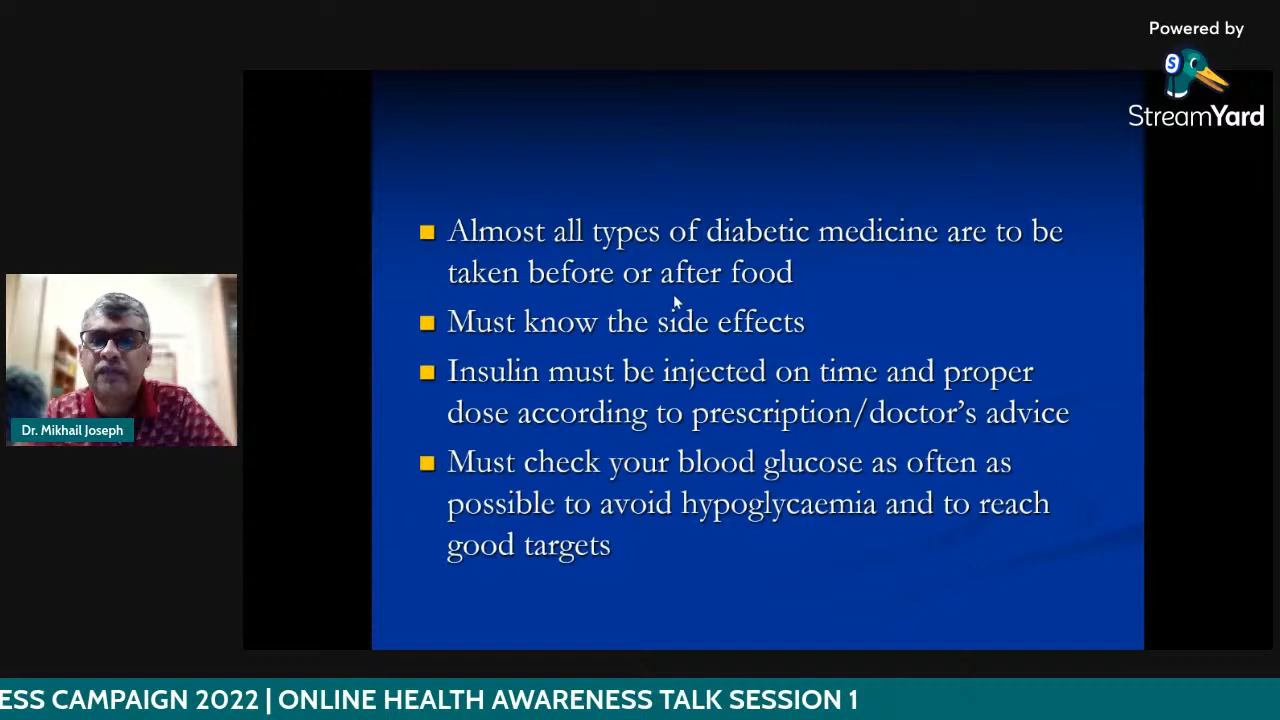 Powered by
StreamYard
Almost all types of diabetic medicine are to be
taken before or after food
Must know the side effects
Insulin must be injected on time and proper
dose according to prescription/doctor’s advice
Must check your blood glucose as often as
possible to avoid hypoglycaemia and to reach
good targets
Dr. Mikhail Joseph
ESS CAMPAIGN 2022 | ONLINE HEALTH AWARENESS TALK SESSION 1